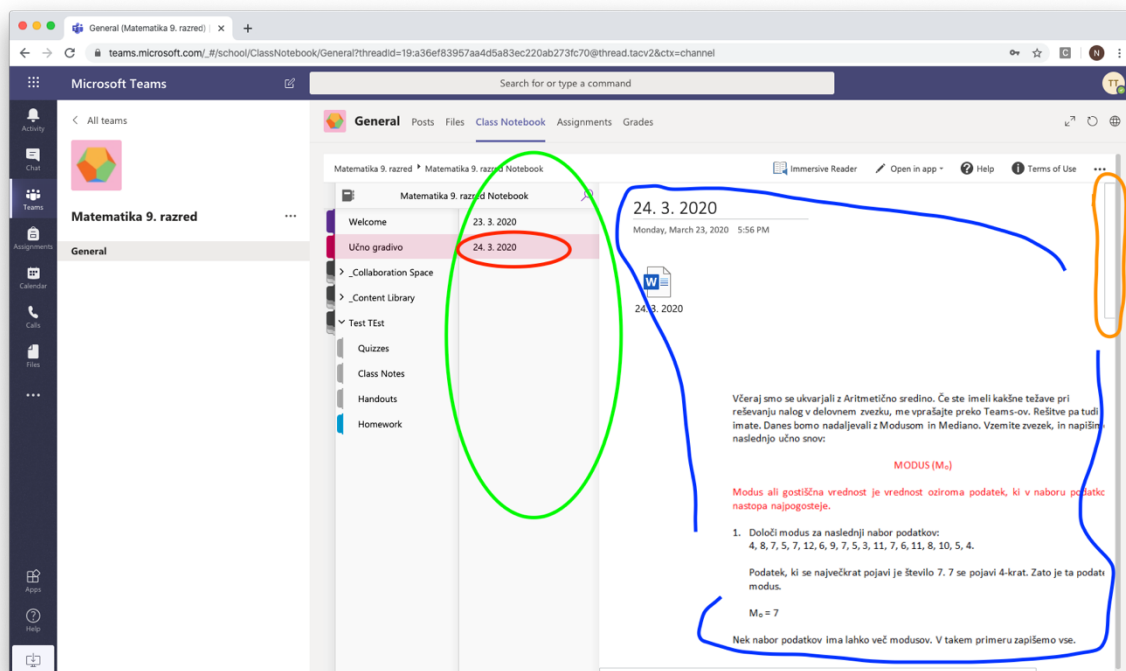 General (Matematika 9. razred)
teams.microsoft.com/_#/school/ClassNotebook/General?threadId=19:a36ef83957aa4d5a83ec220ab273fc70@thread.tacv2&ctx=channel
N
Microsoft Teams
Search for or type a command
TT
Activity
Chat
Teams
Assignments
Calendar
Calls
Files
Apps
Help
All teams
Matematika 9. razred
General
General Posts Files Class Notebook Assignments Grades
Matematika 9. razred Matematika 9. razred Notebook
Immersive Reader Open in app Help Terms of Use
Matematika 9. razred Notebook
Welcome
Učno gradivo
_Collaboration Space
_Content Library
Test TEst
Quizzes
Class Notes
Handouts
Homework
23. 3. 2020
24. 3. 2020
24. 3. 2020
Monday, March 23, 2020 5:56 PM
W
24. 3. 2020
Včeraj smo se ukvarjali z Aritmetično sredino. Če ste imeli kakšne težave pri
reševanju nalog v delovnem zvezku, me vprašajte preko Teams-ov. Rešitve pa tudi
imate. Danes bomo nadaljevali z Modusom in Mediano. Vzemite zvezek, in
naslednjo učno snov:
MODUS (Mₒ)
Modus ali gostiščna vrednost je vrednost oziroma podatek, ki v naboru
nastopa najpogosteje.
1. Določi modus za naslednji nabor podatkov:
4, 8, 7, 5, 7, 12, 6, 9, 7, 5, 3, 11, 7, 6, 11, 8, 10, 5, 4.
Podatek, ki se največkrat pojavi je število 7. 7 se pojavi 4-krat. Zato je ta
modus.
Mₒ = 7
Nek nabor podatkov ima lahko več modusov. V takem primeru zapišemo vse.